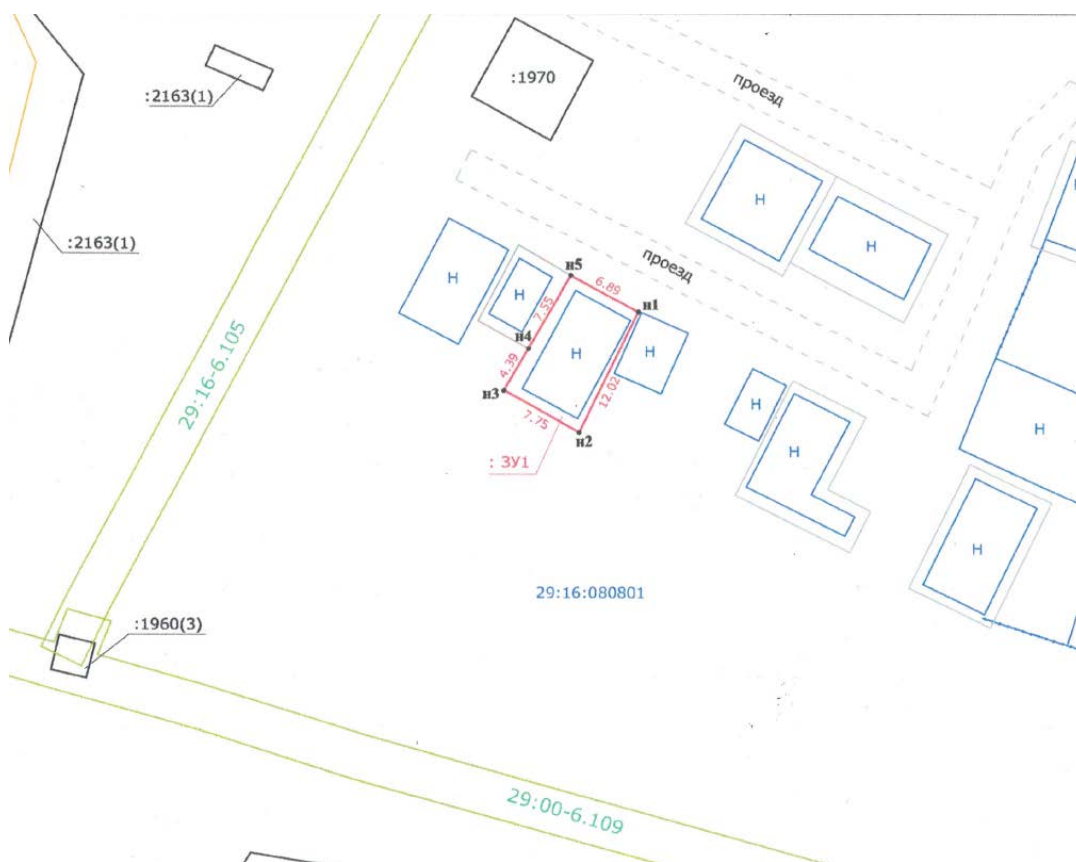 :1970
проезд
:2163(1)
н
н
:2163(1)
проезд
н5
6.89
н
н
7.55
н1
н4
н
н
12.02
4.39
29:16-6.105
н3
7.75
н2
н
н
н
: ЗУ1
н
29:16:080801
:1960(3)
29:00-6.109